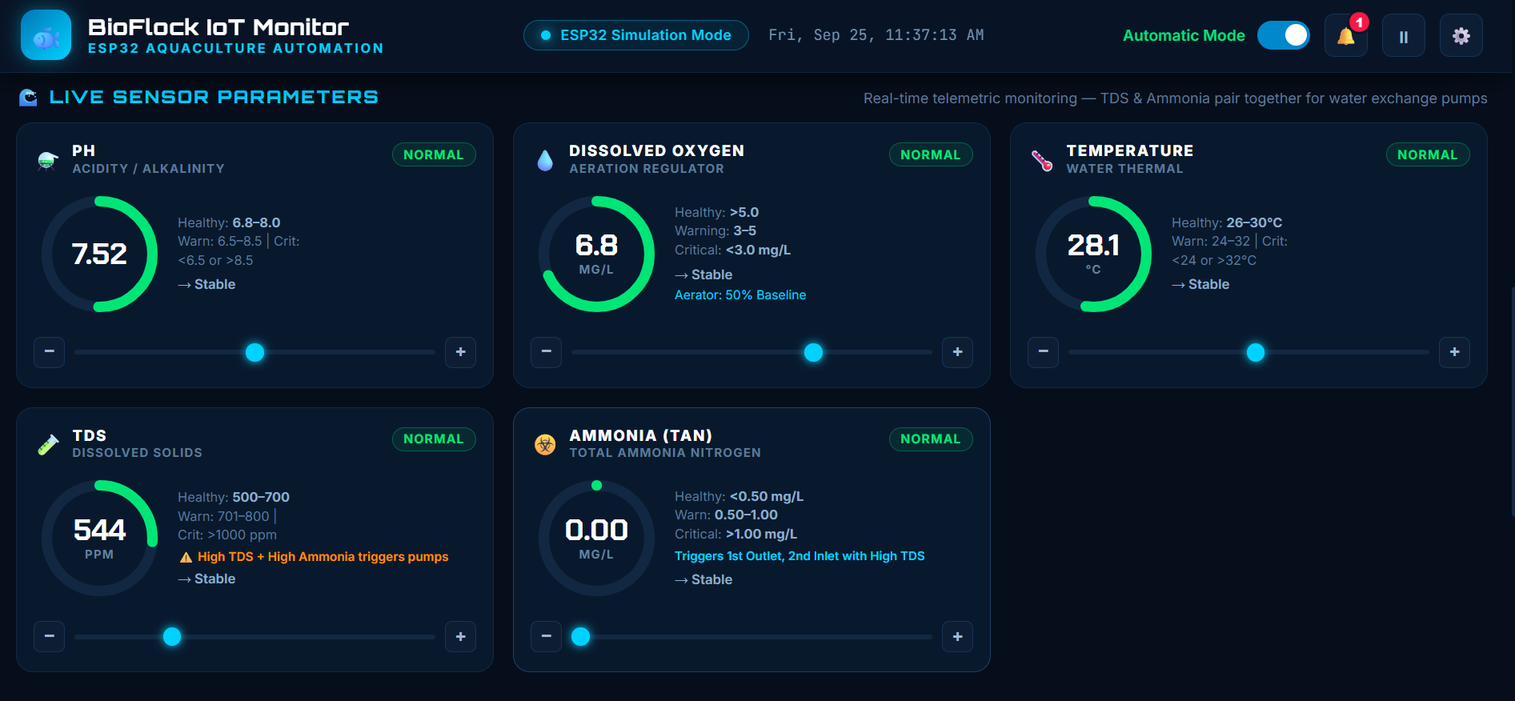 BioFlock IoT Monitor
ESP32 AQUACULTURE AUTOMATION
ESP32 Simulation Mode
Fri, Sep 25, 11:37:13 AM
Automatic Mode
1
LIVE SENSOR PARAMETERS
Real-time telemetric monitoring — TDS & Ammonia pair together for water exchange pumps
PH
ACIDITY / ALKALINITY
NORMAL
7.52
Healthy: 6.8–8.0
Warn: 6.5–8.5 | Crit:
<6.5 or >8.5
→ Stable
−
+
DISSOLVED OXYGEN
AERATION REGULATOR
NORMAL
6.8
MG/L
Healthy: >5.0
Warning: 3–5
Critical: <3.0 mg/L
→ Stable
Aerator: 50% Baseline
−
+
TEMPERATURE
WATER THERMAL
NORMAL
28.1
°C
Healthy: 26–30°C
Warn: 24–32 | Crit:
<24 or >32°C
→ Stable
−
+
TDS
DISSOLVED SOLIDS
NORMAL
544
PPM
Healthy: 500–700
Warn: 701–800 |
Crit: >1000 ppm
⚠️ High TDS + High Ammonia triggers pumps
→ Stable
−
+
AMMONIA (TAN)
TOTAL AMMONIA NITROGEN
NORMAL
0.00
MG/L
Healthy: <0.50 mg/L
Warn: 0.50–1.00
Critical: >1.00 mg/L
Triggers 1st Outlet, 2nd Inlet with High TDS
→ Stable
−
+